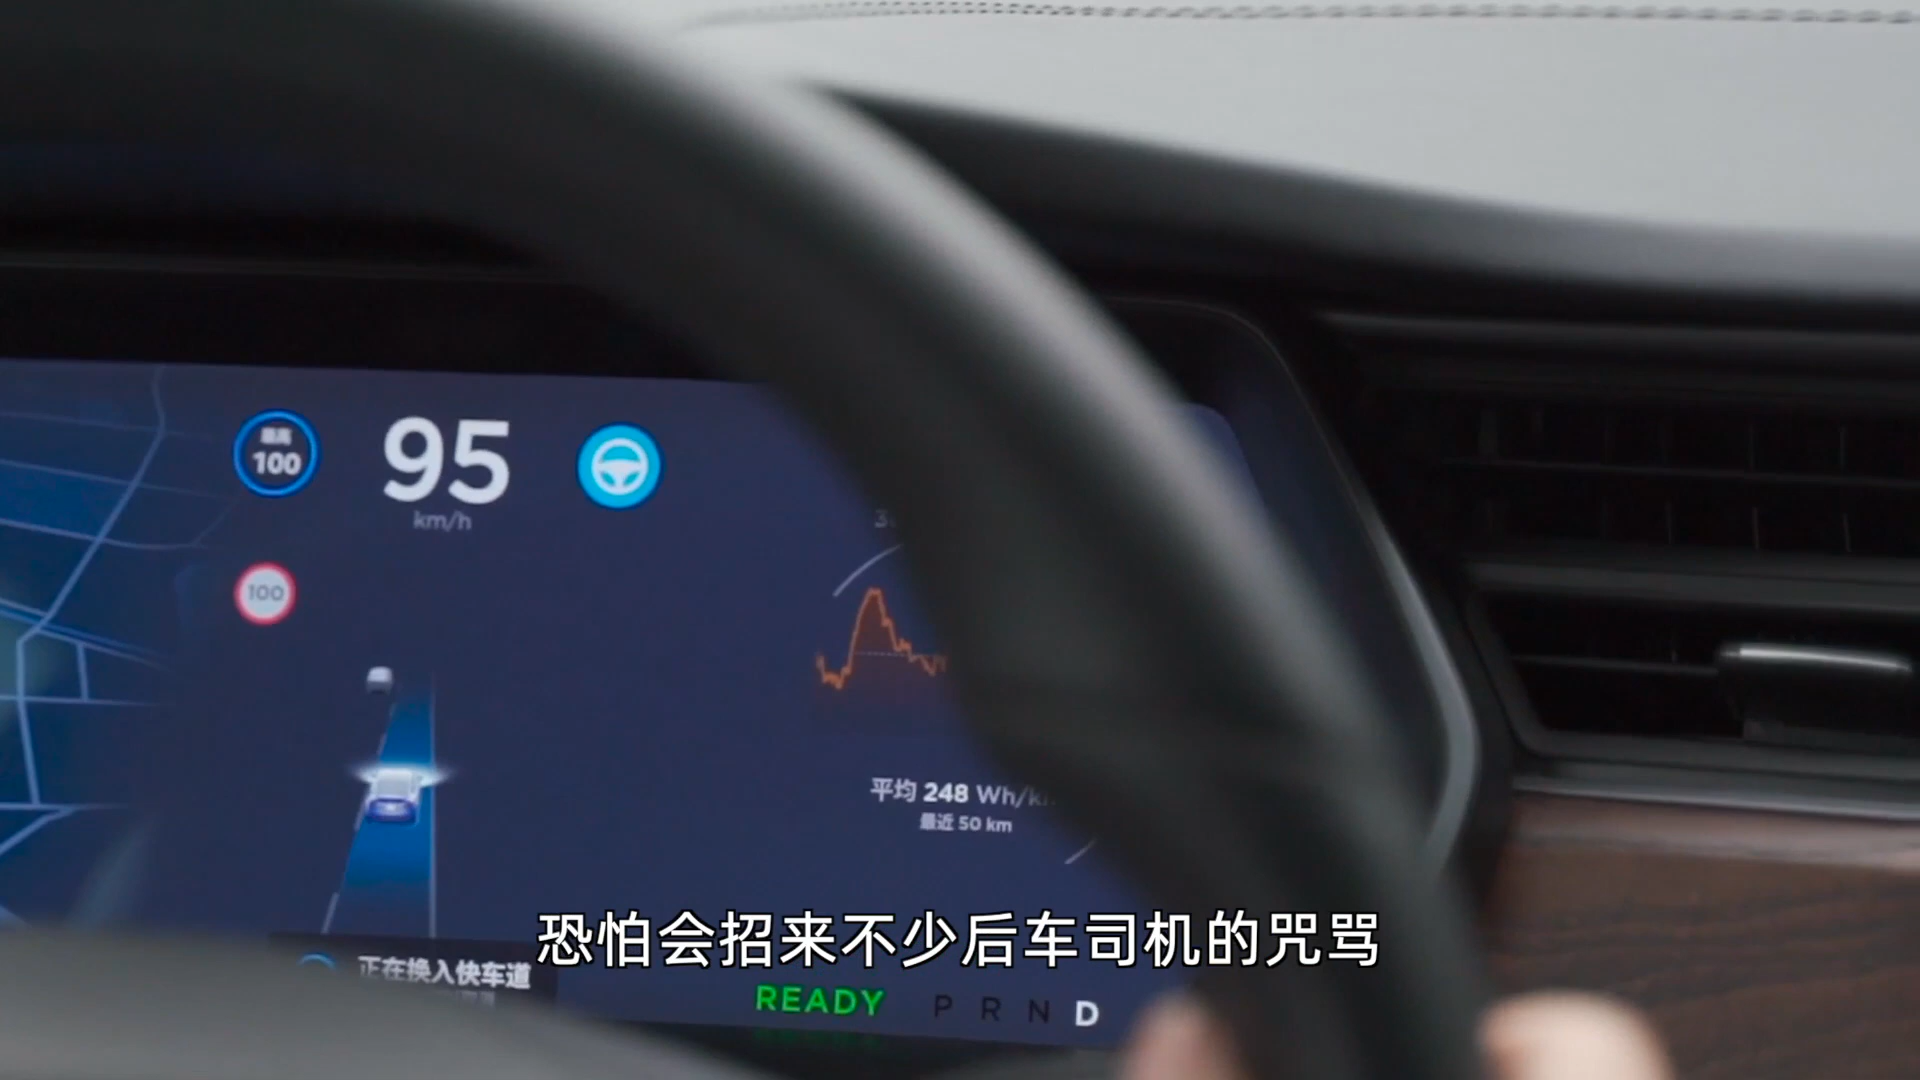 最高
100
95
km/h
100
平均 248 Wh/k
最近 50 km
恐怕会招来不少后车司机的咒骂
正在换入快车道
READY
P R N D